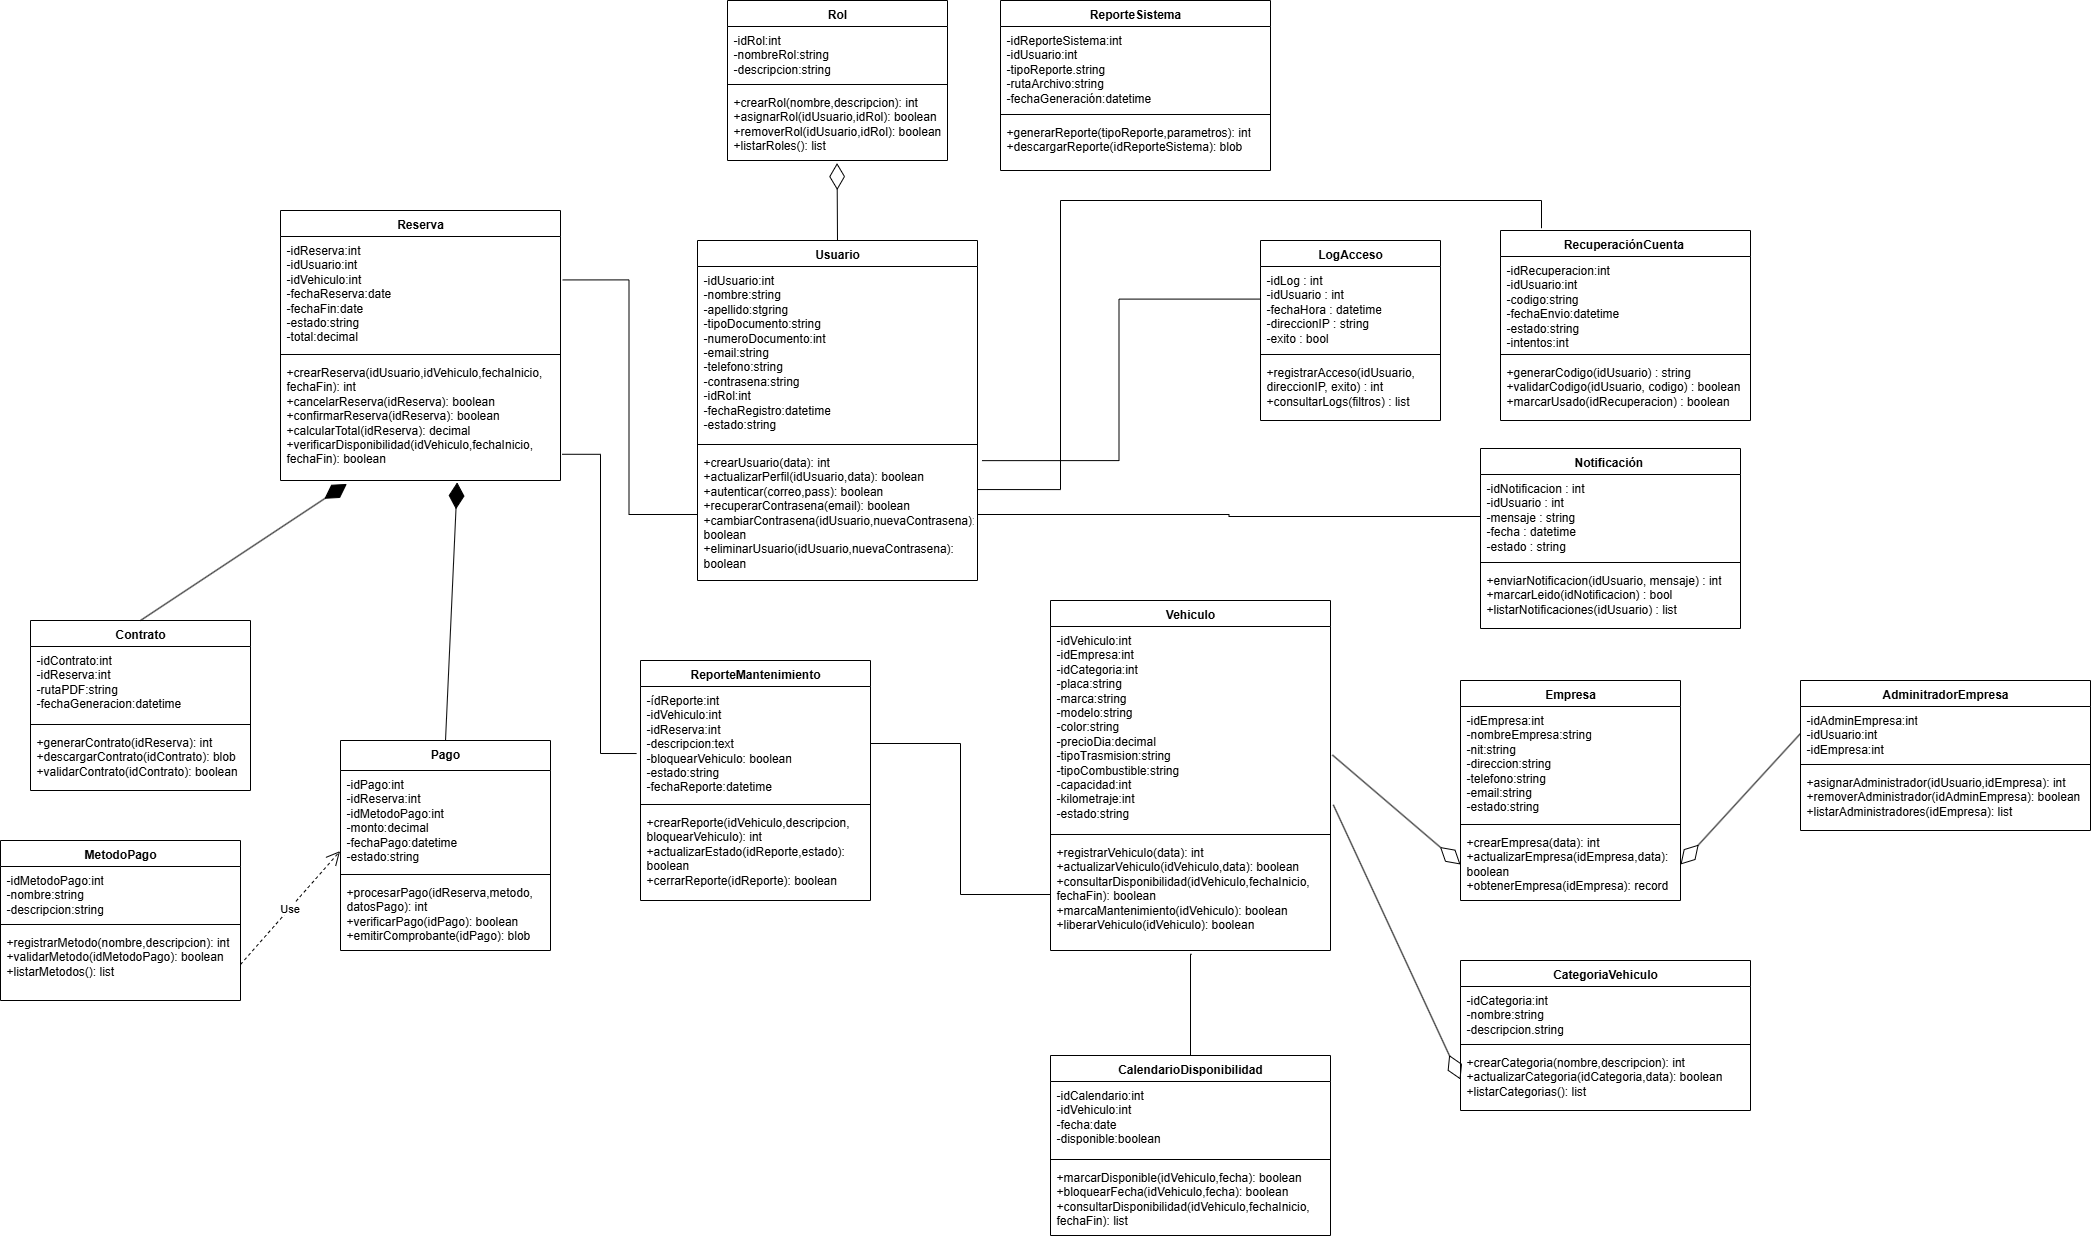 Rol
-idRol:int
-nombreRol:string
-descripcion:string
+crearRol(nombre,descripcion): int
+asignarRol(idUsuario,idRol): boolean
+removerRol(idUsuario,idRol): boolean
+listarRoles(): list
ReporteSistema
-idReporteSistema:int
-idUsuario:int
-tipoReporte.string
-rutaArchivo:string
-fechaGeneración:datetime
+generarReporte(tipoReporte,parametros): int
+descargarReporte(idReporteSistema): blob
Reserva
-idReserva:int
-idUsuario:int
-idVehiculo:int
-fechaReserva:date
-fechaFin:date
-estado:string
-total:decimal
+crearReserva(idUsuario,idVehiculo,fechaInicio,
fechaFin): int
+cancelarReserva(idReserva): boolean
+confirmarReserva(idReserva): boolean
+calcularTotal(idReserva): decimal
+verificarDisponibilidad(idVehiculo,fechaInicio,
fechaFin): boolean
Usuario
-idUsuario:int
-nombre:string
-apellido:stgring
-tipoDocumento:string
-numeroDocumento:int
-email:string
-telefono:string
-contrasena:string
-idRol:int
-fechaRegistro:datetime
-estado:string
+crearUsuario(data): int
+actualizarPerfil(idUsuario,data): boolean
+autenticar(correo,pass): boolean
+recuperarContrasena(email): boolean
+cambiarContrasena(idUsuario,nuevaContrasena):
boolean
+eliminarUsuario(idUsuario,nuevaContrasena):
boolean
LogAcceso
-idLog : int
-idUsuario : int
-fechaHora : datetime
-direccionIP : string
-exito : bool
+registrarAcceso(idUsuario,
direccionIP, exito) : int
+consultarLogs(filtros) : list
RecuperaciónCuenta
-idRecuperacion:int
-idUsuario:int
-codigo:string
-fechaEnvio:datetime
-estado:string
-intentos:int
+generarCodigo(idUsuario) : string
+validarCodigo(idUsuario, codigo) : boolean
+marcarUsado(idRecuperacion) : boolean
Notificación
-idNotificacion : int
-idUsuario : int
-mensaje : string
-fecha : datetime
-estado : string
+enviarNotificacion(idUsuario, mensaje) : int
+marcarLeido(idNotificacion) : bool
+listarNotificaciones(idUsuario) : list
Contrato
-idContrato:int
-idReserva:int
-rutaPDF:string
-fechaGeneracion:datetime
+generarContrato(idReserva): int
+descargarContrato(idContrato): blob
+validarContrato(idContrato): boolean
Pago
-idPago:int
-idReserva:int
-idMetodoPago:int
-monto:decimal
-fechaPago:datetime
-estado:string
+procesarPago(idReserva,metodo,
datosPago): int
+verificarPago(idPago): boolean
+emitirComprobante(idPago): blob
MetodoPago
-idMetodoPago:int
-nombre:string
-descripcion:string
+registrarMetodo(nombre,descripcion): int
+validarMetodo(idMetodoPago): boolean
+listarMetodos(): list
Use
ReporteMantenimiento
-ídReporte:int
-idVehiculo:int
-idReserva:int
-descripcion:text
-bloquearVehiculo: boolean
-estado:string
-fechaReporte:datetime
+crearReporte(idVehiculo,descripcion,
bloquearVehiculo): int
+actualizarEstado(idReporte,estado):
boolean
+cerrarReporte(idReporte): boolean
Vehiculo
-idVehiculo:int
-idEmpresa:int
-idCategoria:int
-placa:string
-marca:string
-modelo:string
-color:string
-precioDia:decimal
-tipoTrasmision:string
-tipoCombustible:string
-capacidad:int
-kilometraje:int
-estado:string
+registrarVehiculo(data): int
+actualizarVehiculo(idVehiculo,data): boolean
+consultarDisponibilidad(idVehiculo,fechaInicio,
fechaFin): boolean
+marcaMantenimiento(idVehiculo): boolean
+liberarVehiculo(idVehiculo): boolean
Empresa
-idEmpresa:int
-nombreEmpresa:string
-nit:string
-direccion:string
-telefono:string
-email:string
-estado:string
+crearEmpresa(data): int
+actualizarEmpresa(idEmpresa,data):
boolean
+obtenerEmpresa(idEmpresa): record
AdminitradorEmpresa
-idAdminEmpresa:int
-idUsuario:int
-idEmpresa:int
+asignarAdministrador(idUsuario,idEmpresa): int
+removerAdministrador(idAdminEmpresa): boolean
+listarAdministradores(idEmpresa): list
CategoriaVehiculo
-idCategoria:int
-nombre:string
-descripcion.string
+crearCategoria(nombre,descripcion): int
+actualizarCategoria(idCategoria,data): boolean
+listarCategorias(): list
CalendarioDisponibilidad
-idCalendario:int
-idVehiculo:int
-fecha:date
-disponible:boolean
+marcarDisponible(idVehiculo,fecha): boolean
+bloquearFecha(idVehiculo,fecha): boolean
+consultarDisponibilidad(idVehiculo,fechaInicio,
fechaFin): list